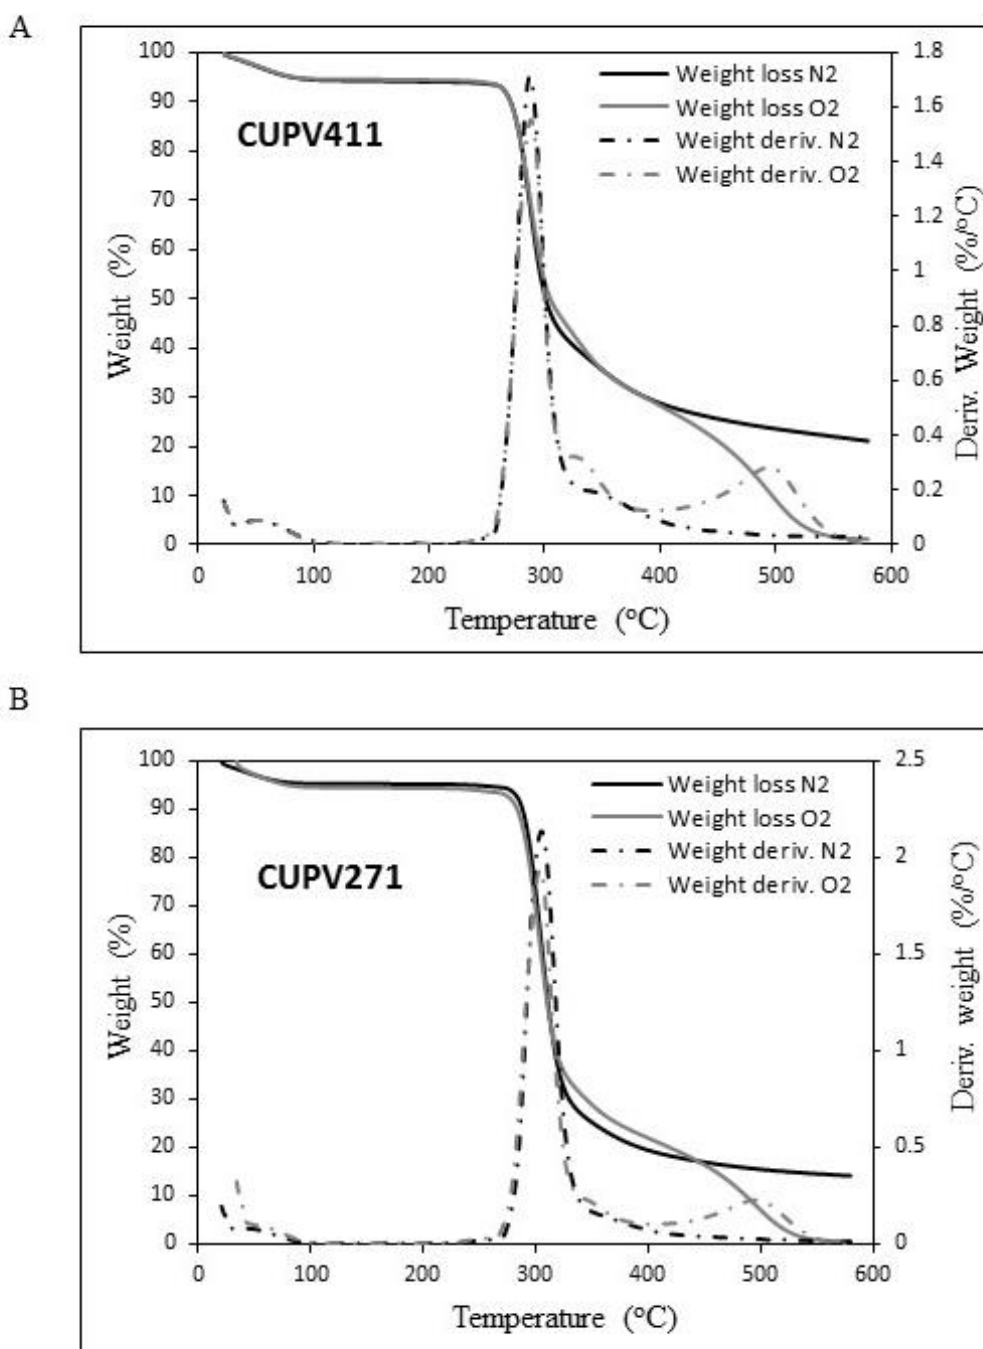 A
100
90
80
70
60
50
40
30
20
10
0
Weight (%)
CUPV411
Weight loss N2
Weight loss O2
Weight deriv. N2
Weight deriv. O2
1.8
1.6
1.4
1.2
1
0.8
0.6
0.4
0.2
0
Deriv. Weight (%/°C)
0 100 200 300 400 500 600
Temperature (°C)
B
100
90
80
70
60
50
40
30
20
10
0
Weight (%)
CUPV271
Weight loss N2
Weight loss O2
Weight deriv. N2
Weight deriv. O2
2.5
2
1.5
1
0.5
0
Deriv. weight (%/°C)
0 100 200 300 400 500 600
Temperature (°C)